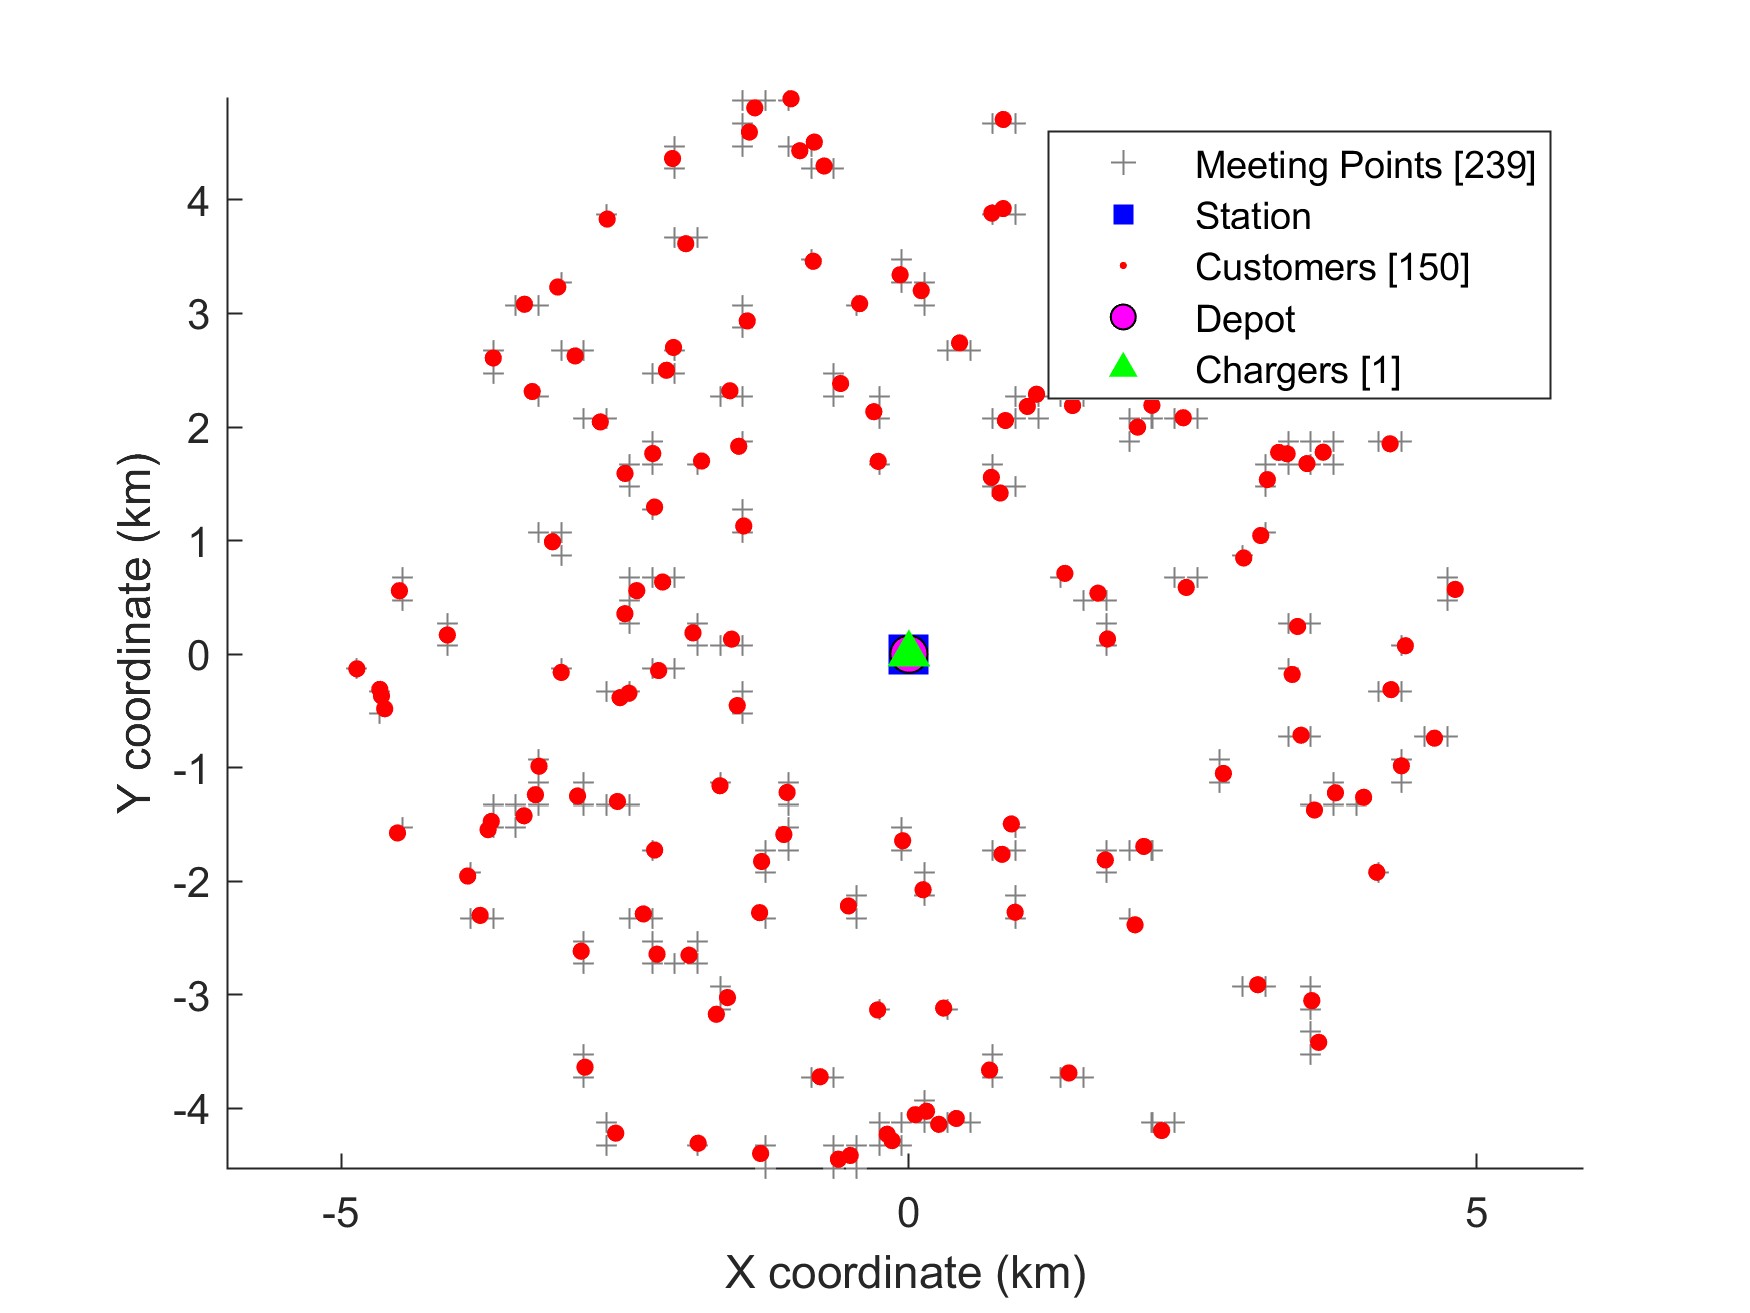 Meeting Points [239]
Station
Customers [150]
Depot
Chargers [1]
4
3
2
1
0
-1
-2
-3
-4
Y coordinate (km)
-5
0
5
X coordinate (km)